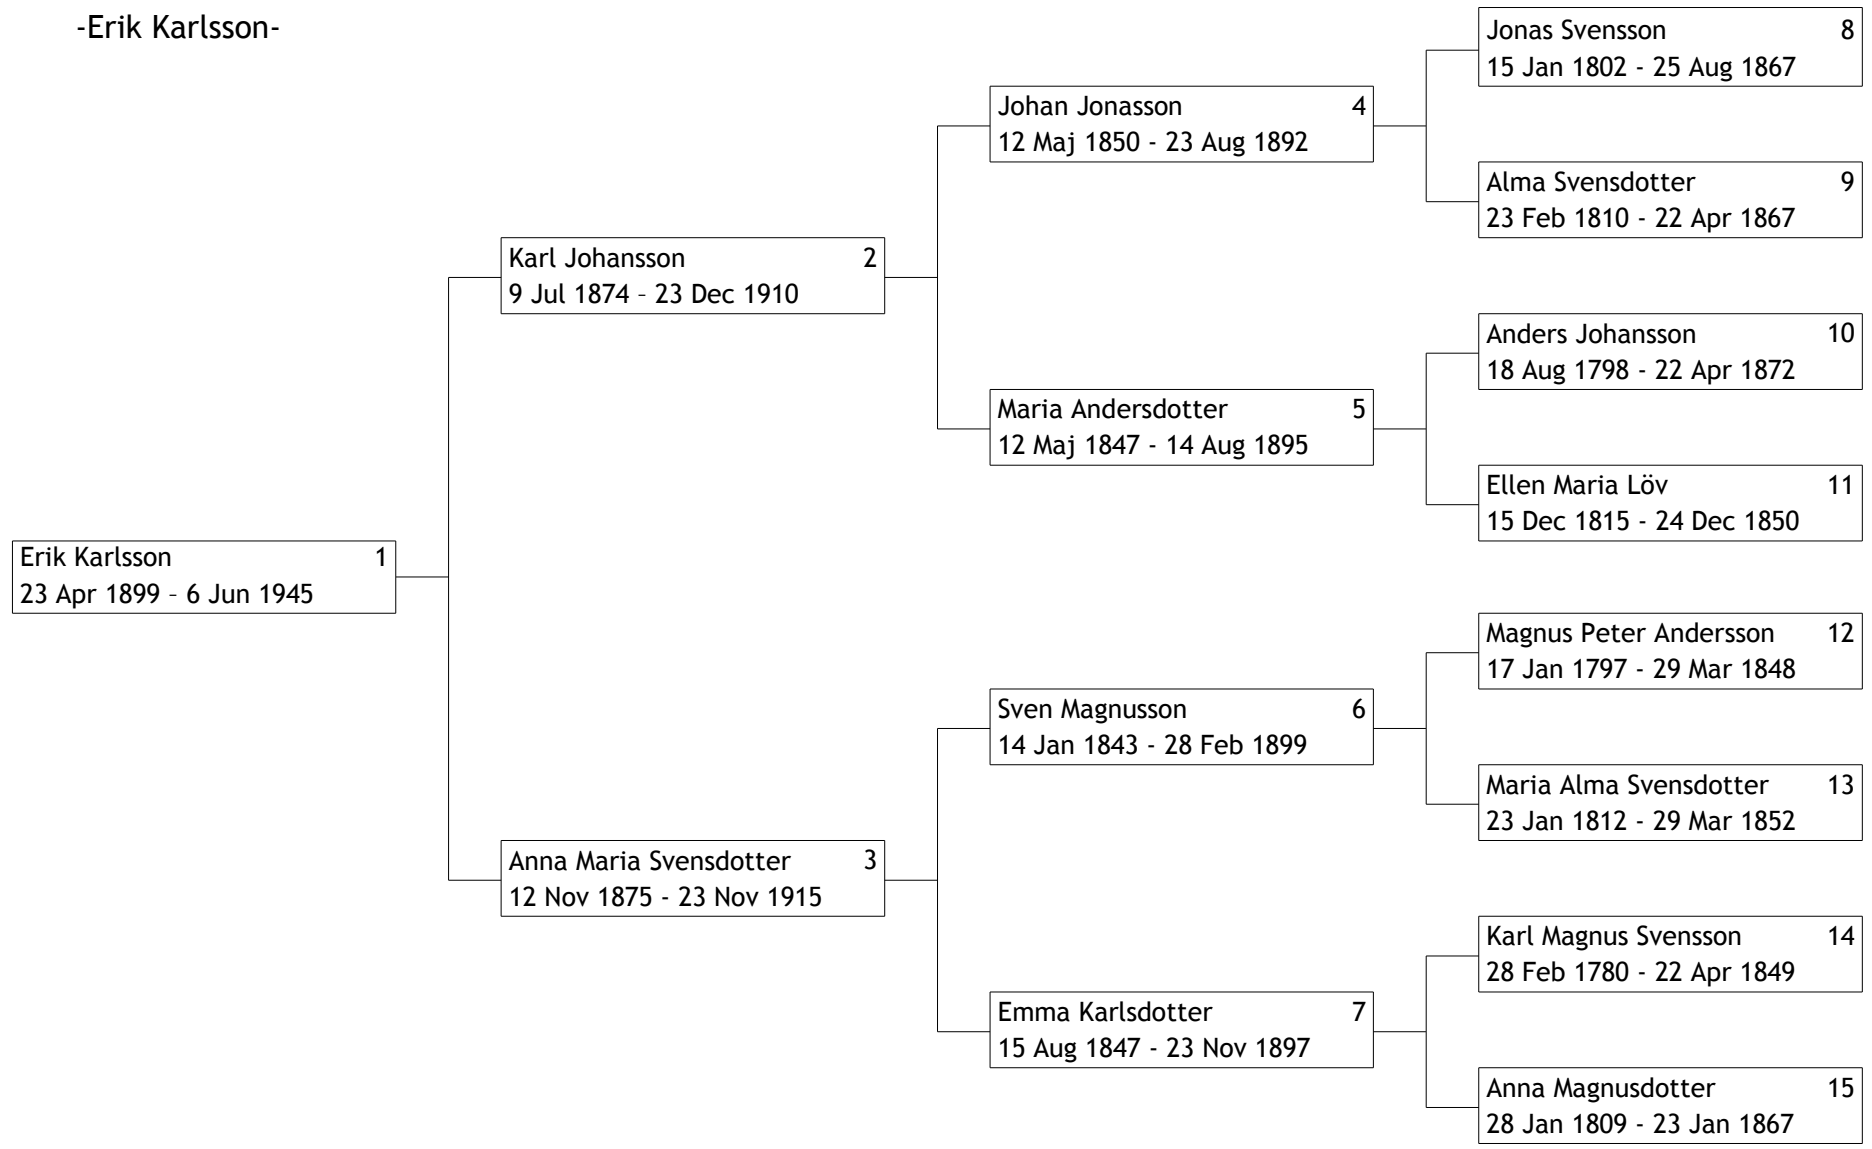 -Erik Karlsson-
Erik Karlsson 1
23 Apr 1899 – 6 Jun 1945
Karl Johansson 2
9 Jul 1874 – 23 Dec 1910
Anna Maria Svensdotter 3
12 Nov 1875 - 23 Nov 1915
Johan Jonasson 4
12 Maj 1850 - 23 Aug 1892
Maria Andersdotter 5
12 Maj 1847 - 14 Aug 1895
Sven Magnusson 6
14 Jan 1843 - 28 Feb 1899
Emma Karlsdotter 7
15 Aug 1847 - 23 Nov 1897
Jonas Svensson 8
15 Jan 1802 - 25 Aug 1867
Alma Svensdotter 9
23 Feb 1810 - 22 Apr 1867
Anders Johansson 10
18 Aug 1798 - 22 Apr 1872
Ellen Maria Löv 11
15 Dec 1815 - 24 Dec 1850
Magnus Peter Andersson 12
17 Jan 1797 - 29 Mar 1848
Maria Alma Svensdotter 13
23 Jan 1812 - 29 Mar 1852
Karl Magnus Svensson 14
28 Feb 1780 - 22 Apr 1849
Anna Magnusdotter 15
28 Jan 1809 - 23 Jan 1867